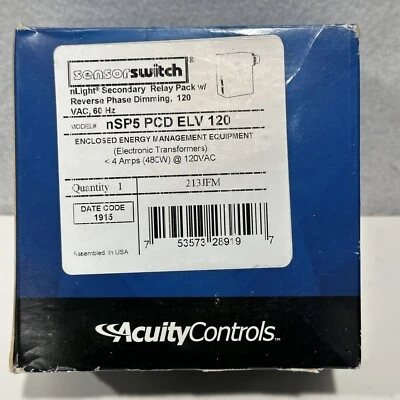 sensorswitch®
nLight® Secondary Relay Pack w/
Reverse Phase Dimming, 120
VAC, 60 Hz
MODEL#: nSP5 PCD ELV 120
ENCLOSED ENERGY MANAGEMENT EQUIPMENT
(Electronic Transformers)
< 4 Amps (480W) @ 120VAC
Quantity 1 213JFM
DATE CODE
1915
Assembled in USA
7 53573 28919 7
AcuityControls™